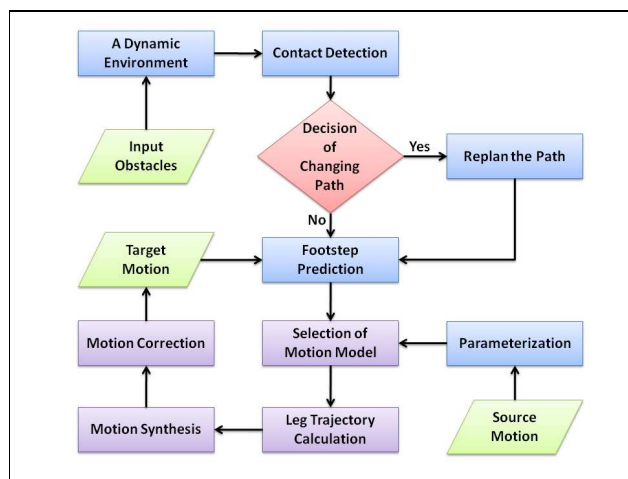 A Dynamic
Environment
Contact Detection
Input
Obstacles
Decision
of
Changing
Path
Yes
Replan the Path
No
Target
Motion
Footstep
Prediction
Motion Correction
Selection of
Motion Model
Parameterization
Motion Synthesis
Leg Trajectory
Calculation
Source
Motion